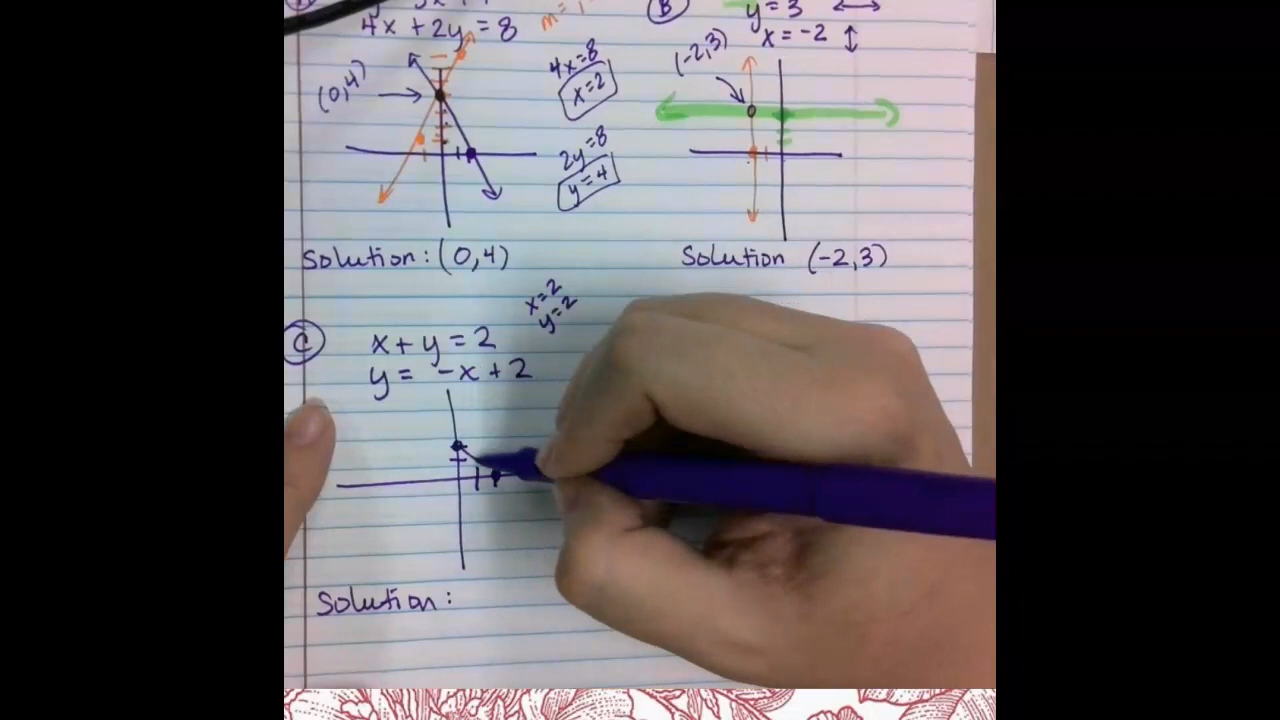 4x + 2y = 8
(0,4)
4x=8
x=2
2y=8
y=4
Solution: (0,4)
B
y = 3
x = -2
(-2,3)
Solution (-2,3)
x=2
y=2
C
x + y = 2
y = -x + 2
Solution: